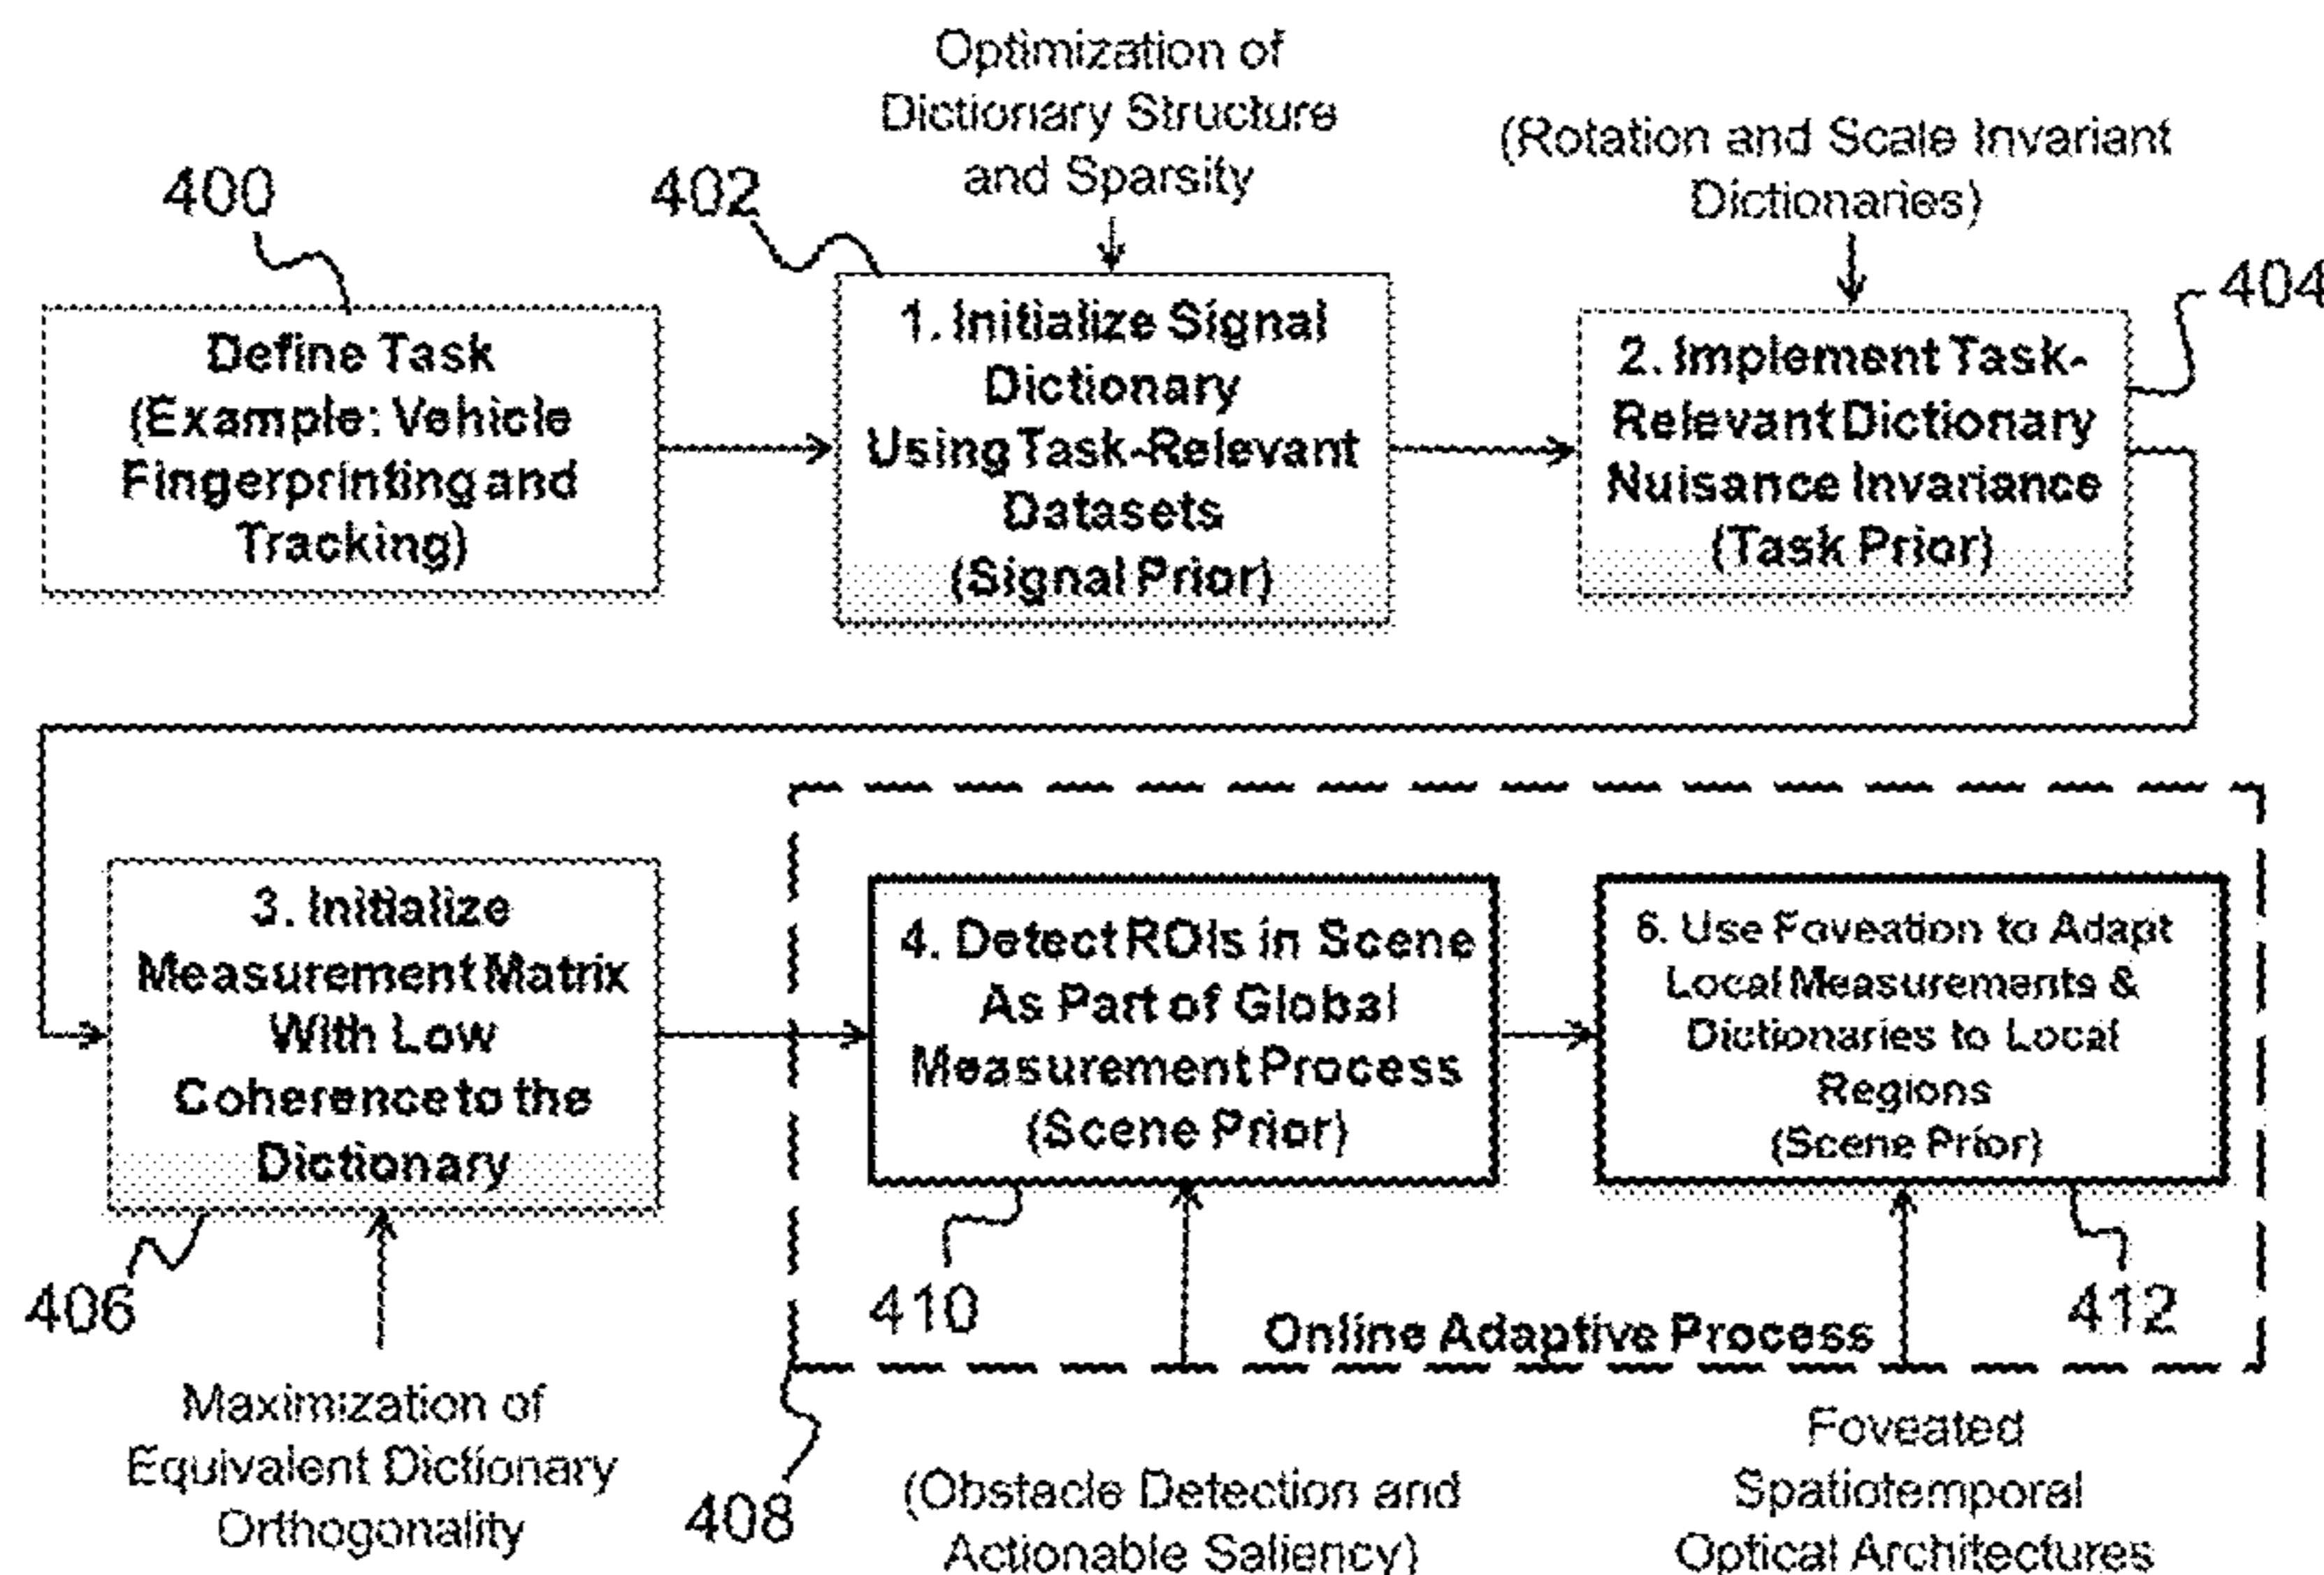 Optimization of
Dictionary Structure
and Sparsity
(Rotation and Scale Invariant
Dictionaries)
400
402
404
Define Task
(Example: Vehicle
Fingerprinting and
Tracking)
1. Initialize Signal
Dictionary
Using Task-Relevant
Datasets
(Signal Prior)
2. Implement Task-
Relevant Dictionary
Nuisance Invariance
(Task Prior)
3. Initialize
Measurement Matrix
With Low
Coherence to the
Dictionary
4. Detect ROIs in Scene
As Part of Global
Measurement Process
(Scene Prior)
5. Use Foveation to Adapt
Local Measurements &
Dictionaries to Local
Regions
(Scene Prior)
406
410
412
Online Adaptive Process
408
Maximization of
Equivalent Dictionary
Orthogonality
(Obstacle Detection and
Actionable Saliency)
Foveated
Spatiotemporal
Optical Architectures